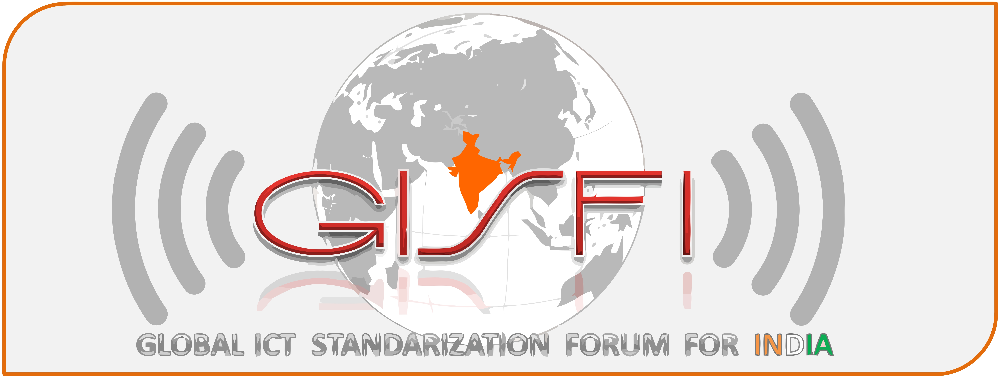 GISFI
GLOBAL ICT STANDARIZATION FORUM FOR INDIA